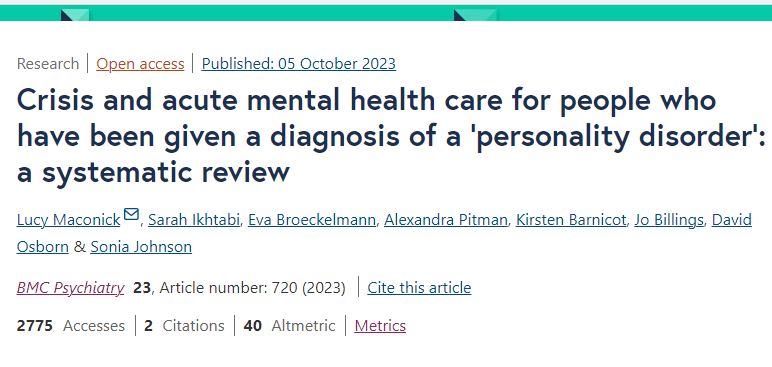 Research | Open access | Published: 05 October 2023
Crisis and acute mental health care for people who
have been given a diagnosis of a 'personality disorder':
a systematic review
Lucy Maconick, Sarah Ikhtabi, Eva Broeckelmann, Alexandra Pitman, Kirsten Barnicot, Jo Billings, David
Osborn & Sonia Johnson
BMC Psychiatry 23, Article number: 720 (2023) | Cite this article
2775 Accesses | 2 Citations | 40 Altmetric | Metrics